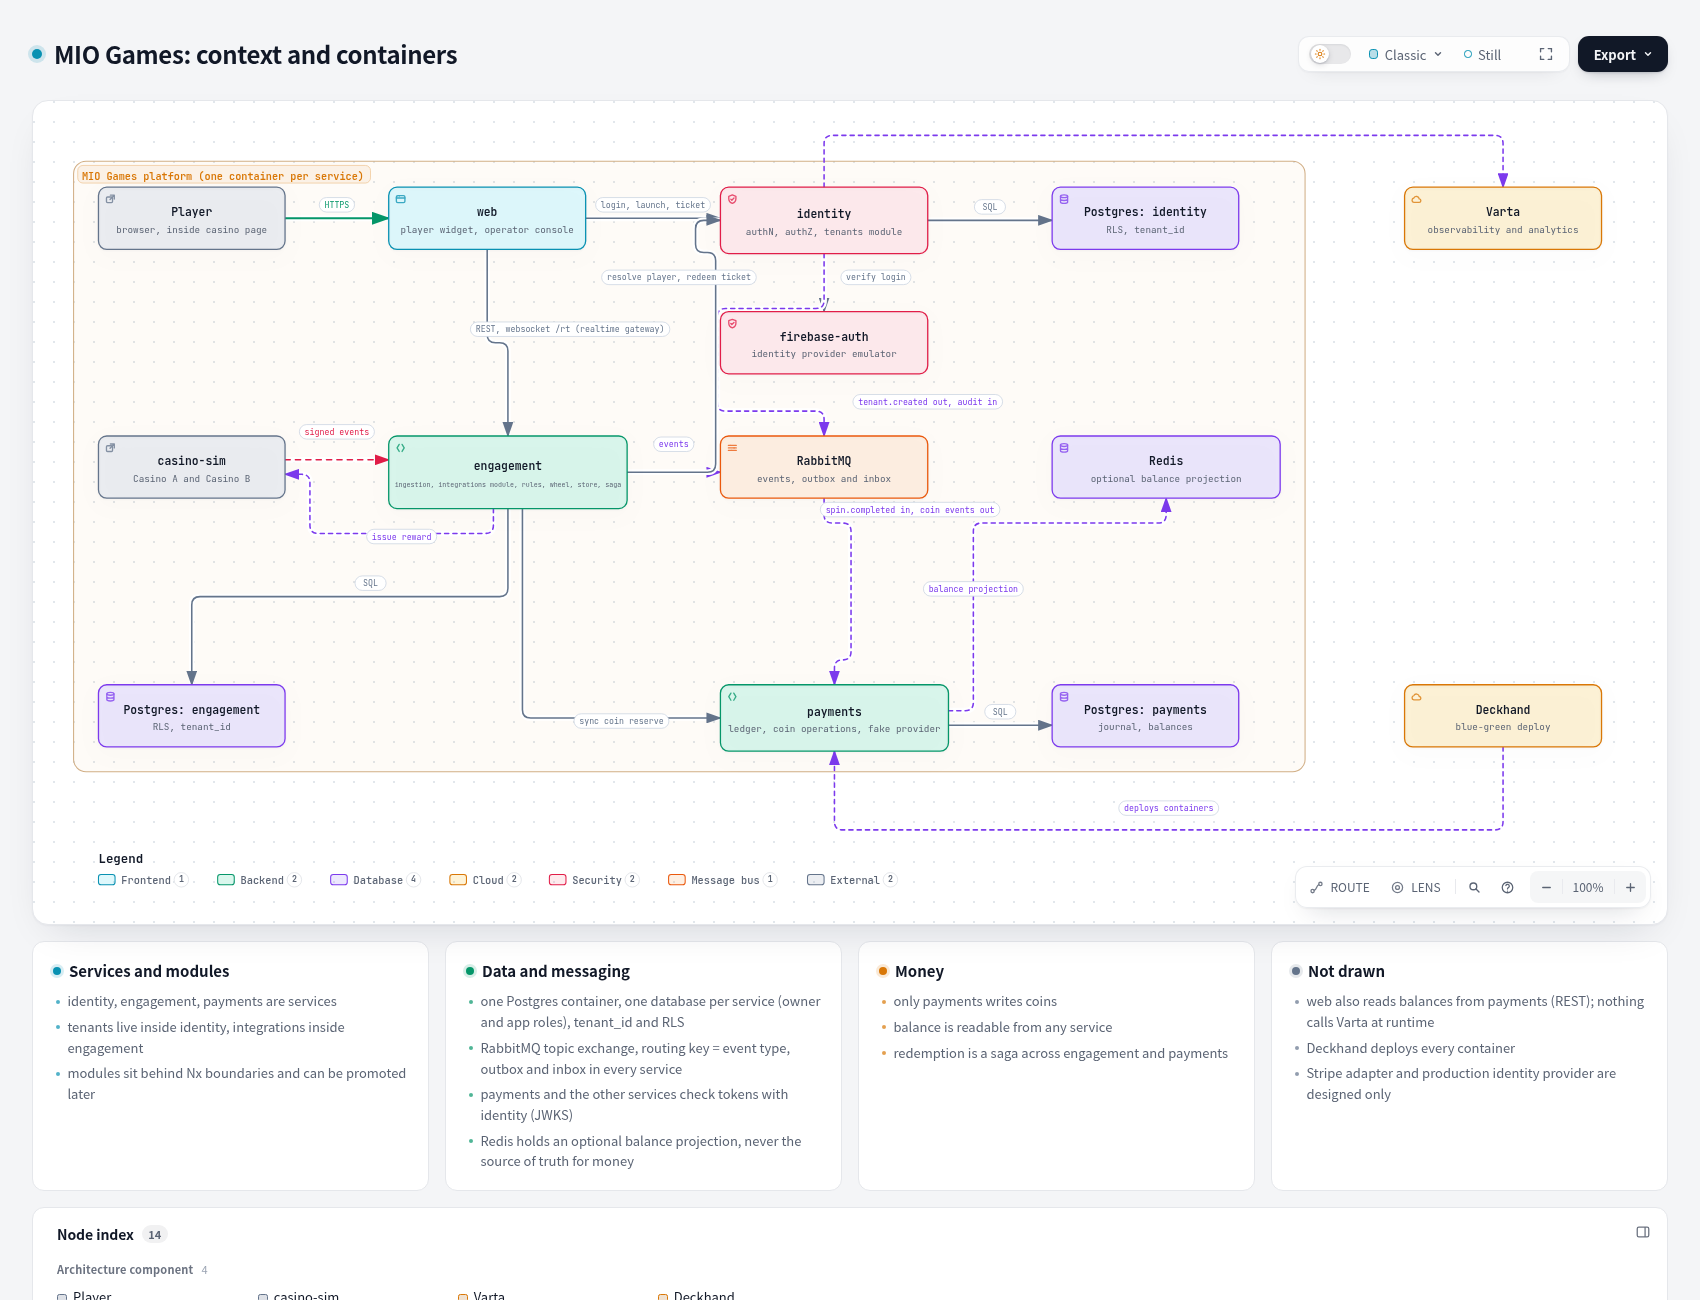 MIO Games: context and containers
Classic
Still
Export
MIO Games platform (one container per service)
Player
browser, inside casino page
HTTPS
web
player widget, operator console
login, launch, ticket
identity
authN, authZ, tenants module
SQL
Postgres: identity
RLS, tenant_id
Varta
observability and analytics
resolve player, redeem ticket
verify login
REST, websocket /rt (realtime gateway)
firebase-auth
identity provider emulator
tenant.created out, audit in
signed events
events
casino-sim
Casino A and Casino B
engagement
ingestion, integrations module, rules, wheel, store, saga
RabbitMQ
events, outbox and inbox
Redis
optional balance projection
spin.completed in, coin events out
issue reward
SQL
balance projection
Postgres: engagement
RLS, tenant_id
sync coin reserve
payments
ledger, coin operations, fake provider
SQL
Postgres: payments
journal, balances
Deckhand
blue-green deploy
deploys containers
Legend
Frontend 1
Backend 2
Database 4
Cloud 2
Security 2
Message bus 1
External 2
ROUTE
LENS
100%
Services and modules
identity, engagement, payments are services
tenants live inside identity, integrations inside
engagement
modules sit behind Nx boundaries and can be promoted
later
Data and messaging
one Postgres container, one database per service (owner
and app roles), tenant_id and RLS
RabbitMQ topic exchange, routing key = event type,
outbox and inbox in every service
payments and the other services check tokens with
identity (JWKS)
Redis holds an optional balance projection, never the
source of truth for money
Money
only payments writes coins
balance is readable from any service
redemption is a saga across engagement and payments
Not drawn
web also reads balances from payments (REST); nothing
calls Varta at runtime
Deckhand deploys every container
Stripe adapter and production identity provider are
designed only
Node index 14
Architecture component 4
Player
casino-sim
Varta
Deckhand